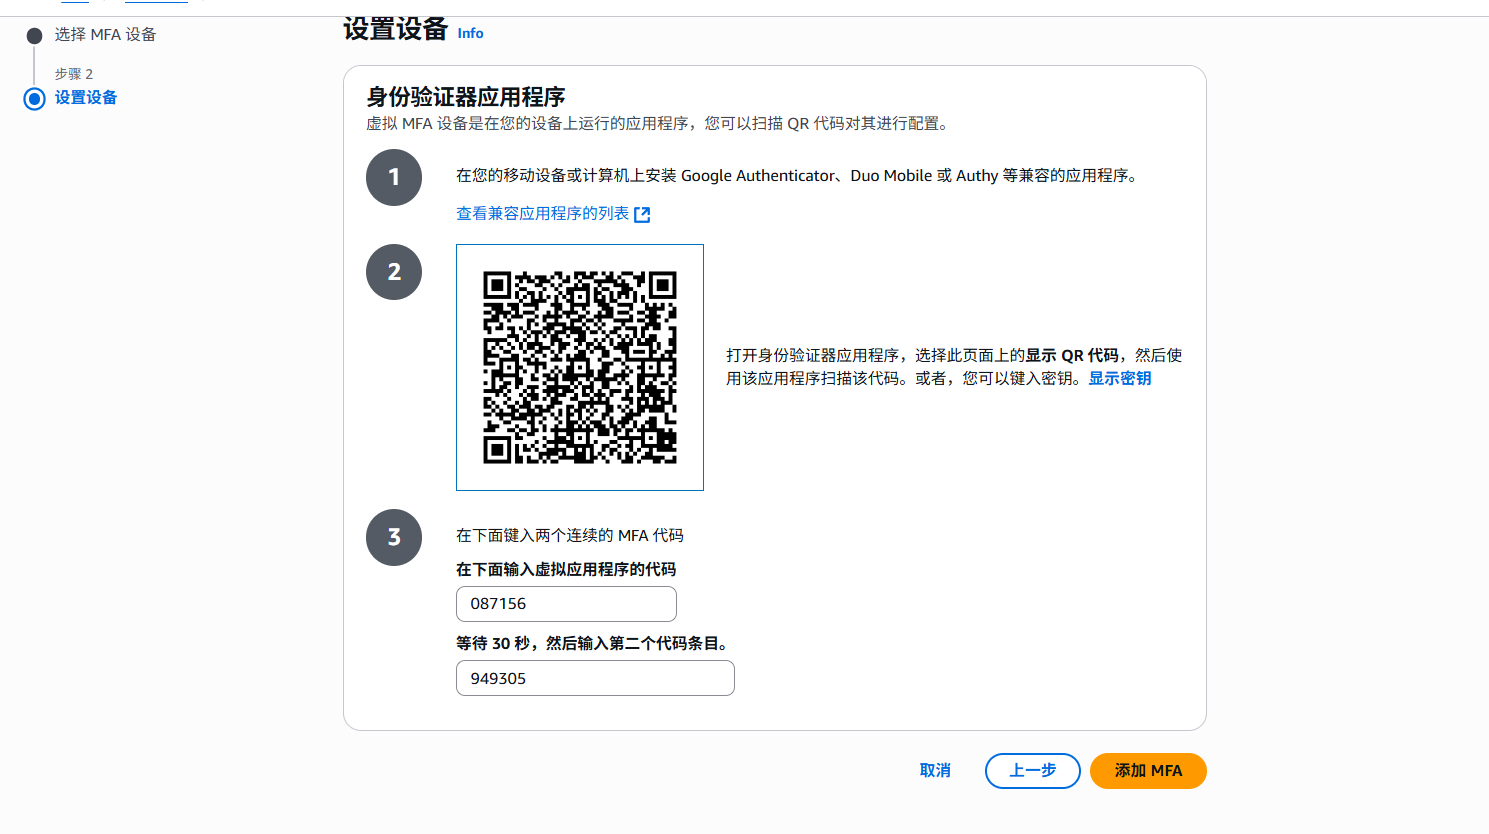 选择 MFA 设备
步骤 2
设置设备
设置设备 Info
身份验证器应用程序
虚拟 MFA 设备是在您的设备上运行的应用程序，您可以扫描 QR 代码对其进行配置。
1
在您的移动设备或计算机上安装 Google Authenticator、Duo Mobile 或 Authy 等兼容的应用程序。
查看兼容应用程序的列表
2
打开身份验证器应用程序，选择此页面上的显示 QR 代码，然后使
用该应用程序扫描该代码。或者，您可以键入密钥。显示密钥
3
在下面键入两个连续的 MFA 代码
在下面输入虚拟应用程序的代码
087156
等待 30 秒，然后输入第二个代码条目。
949305
取消
上一步
添加 MFA